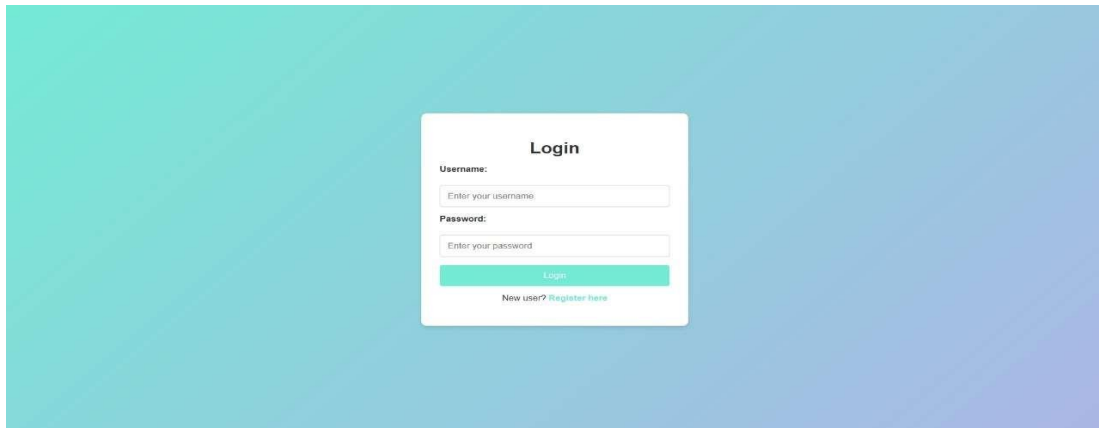 Login
Username:
Enter your username
Password:
Enter your password
Login
New user? Register here